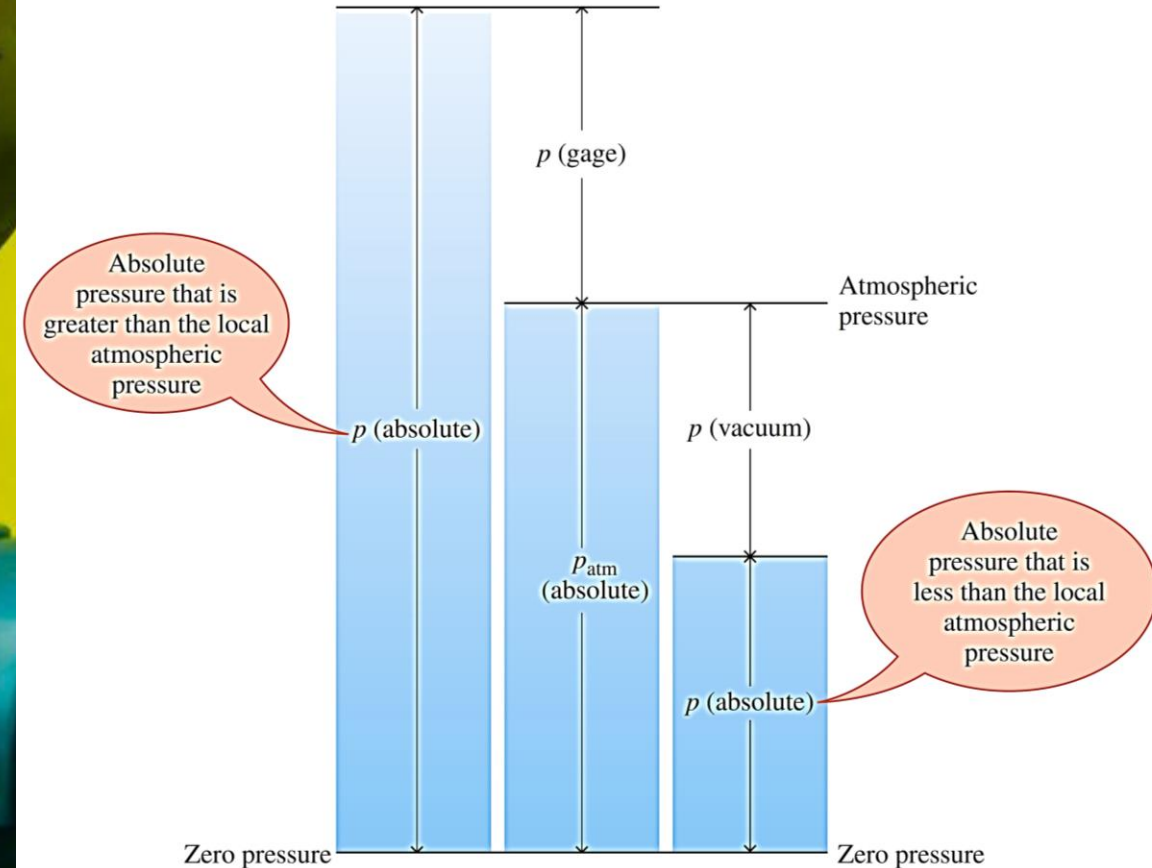 p (gage)
Absolute
pressure that is
greater than the local
atmospheric
pressure
Atmospheric
pressure
p (absolute)
p (vacuum)
Absolute
pressure that is
less than the local
atmospheric
pressure
patm
(absolute)
p (absolute)
Zero pressure
Zero pressure